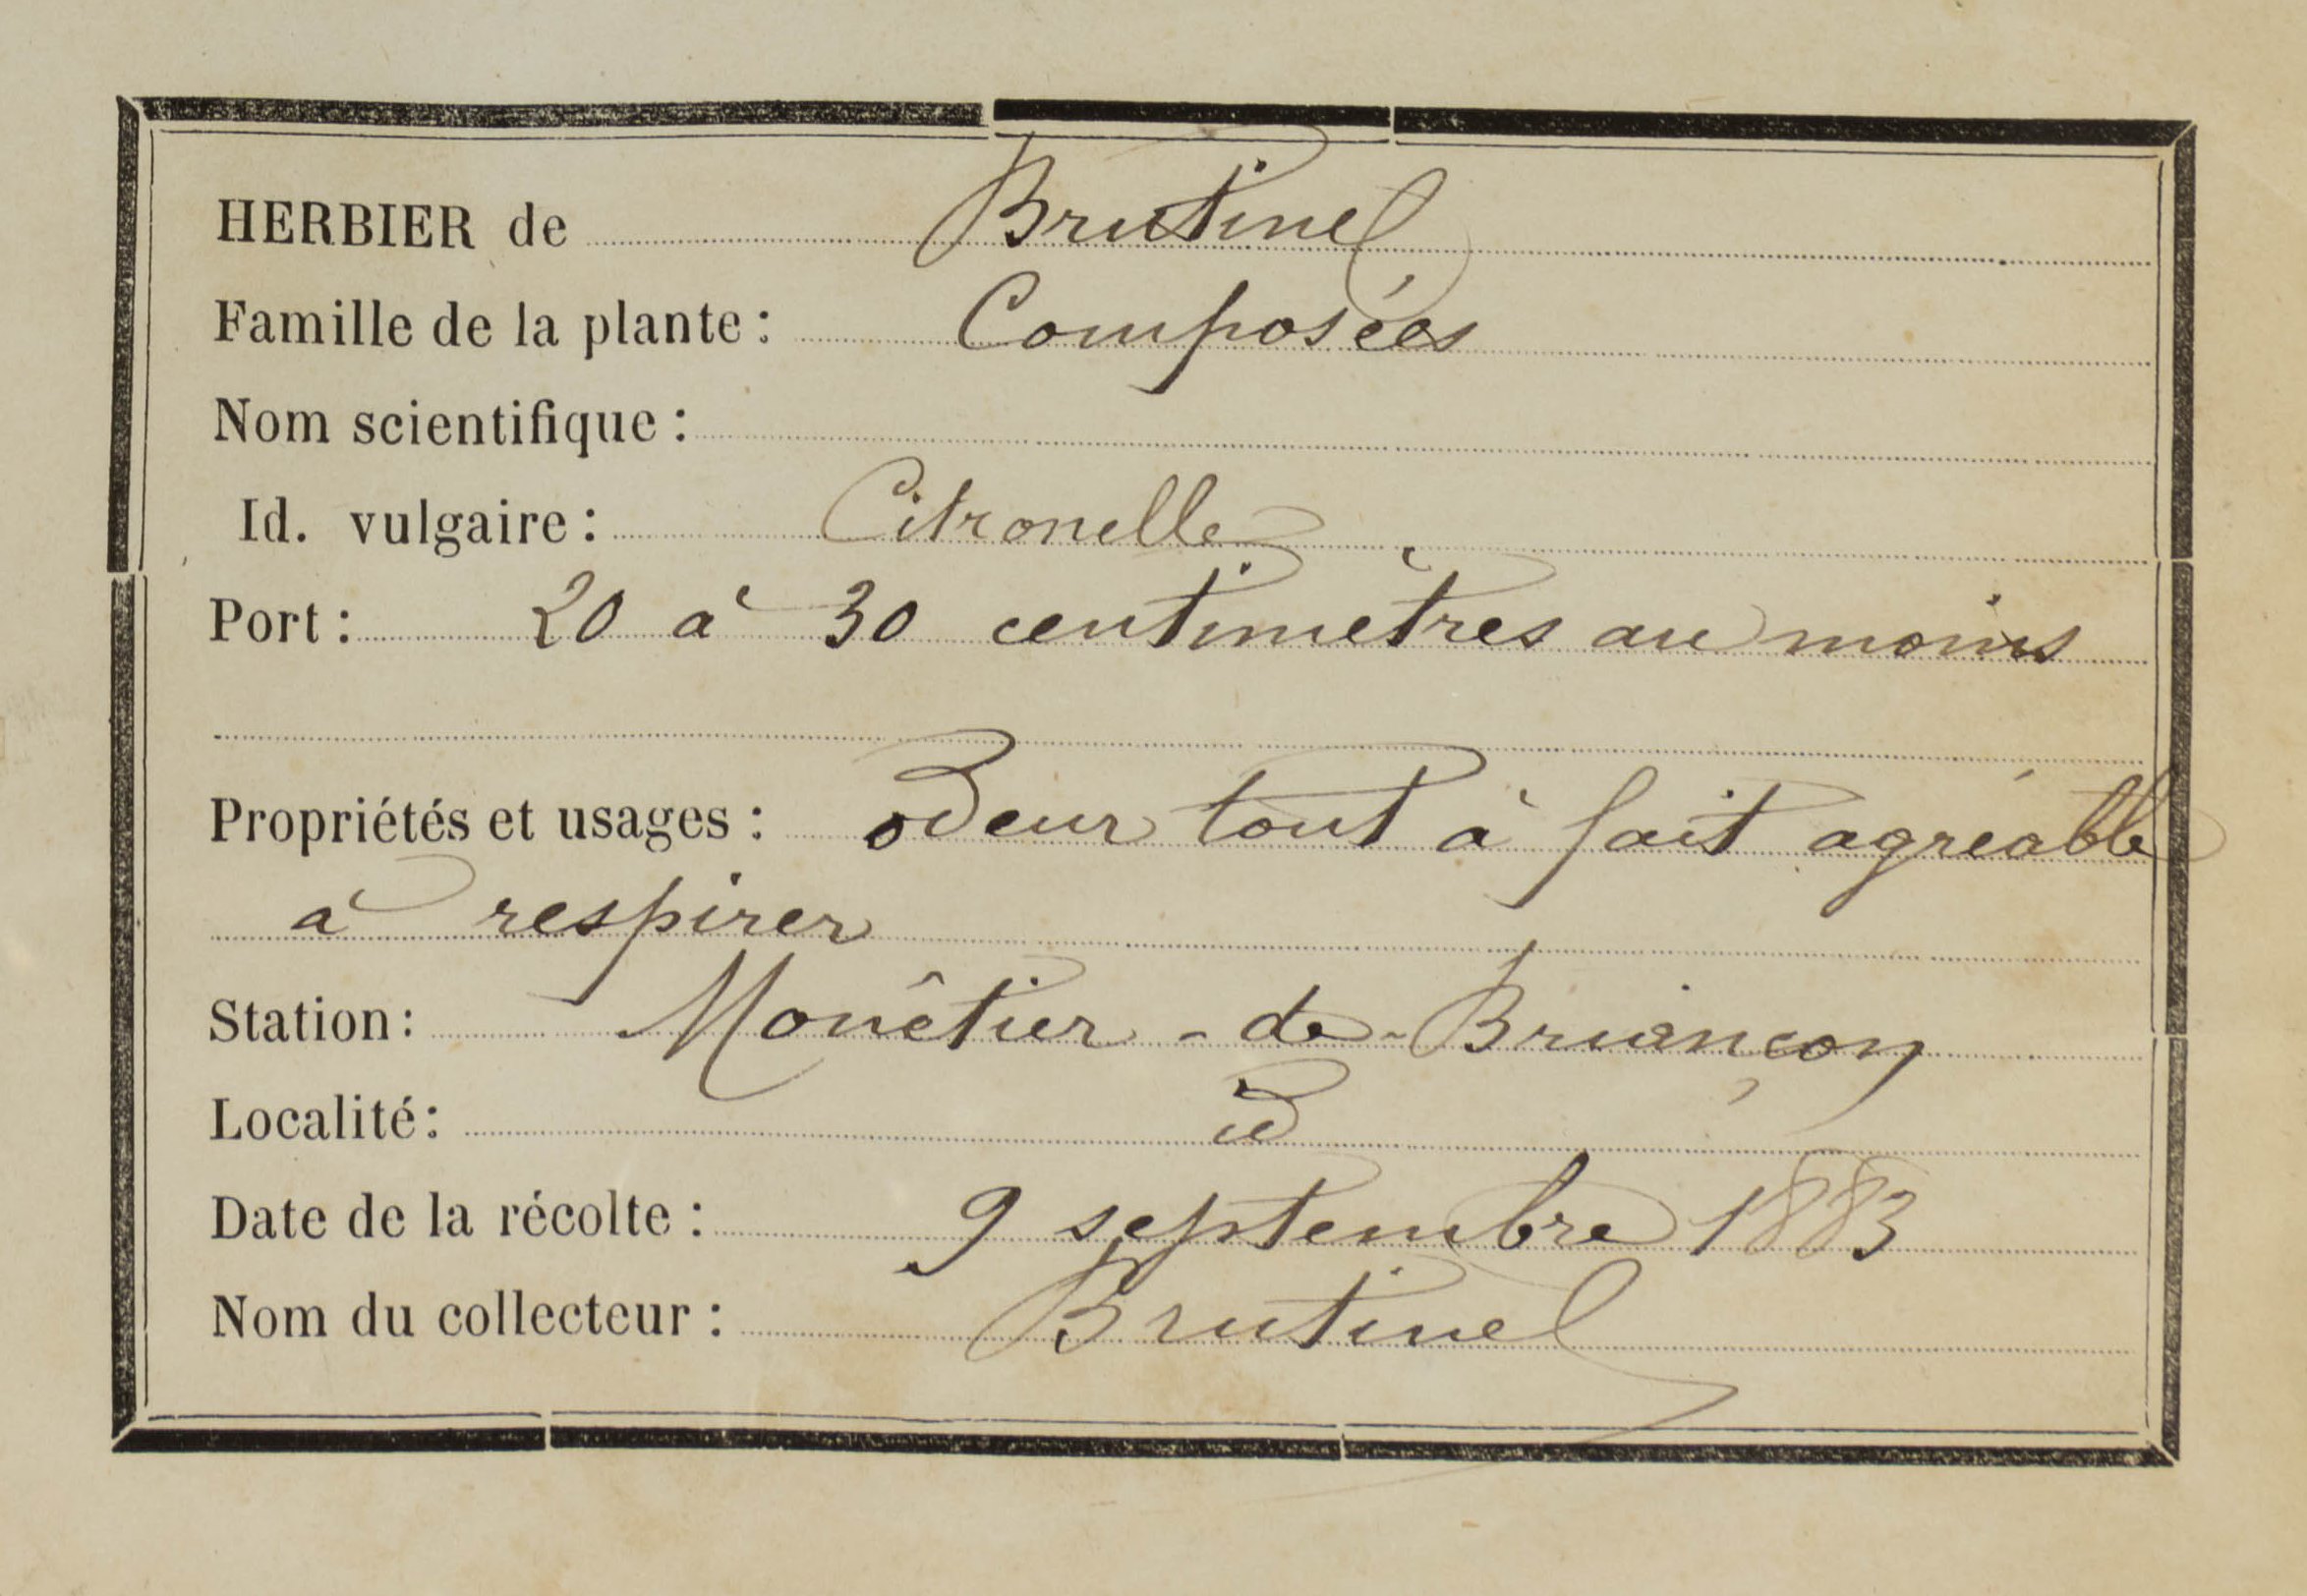 HERBIER de Brutinel
Famille de la plante : Composées
Nom scientifique :
Id. vulgaire : Citronelle
Port : 20 à 30 centimètres au moins
Propriétés et usages : odeur tout à fait agréable
à respirer
Station : Monêtier-de-Briançon
Localité : id
Date de la récolte : 9 septembre 1883
Nom du collecteur : Brutinel